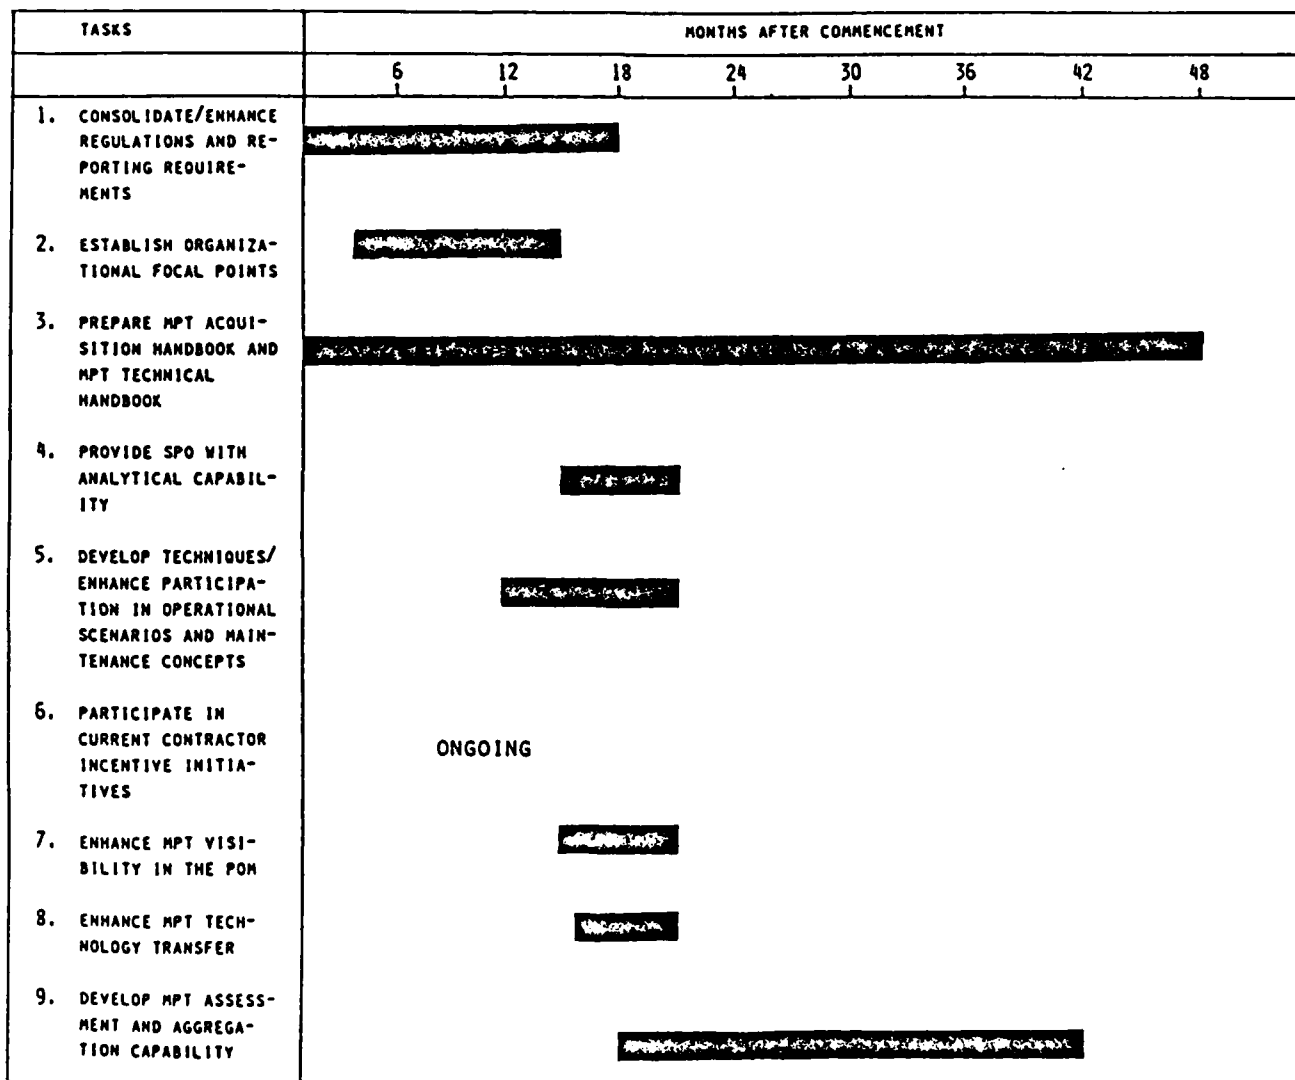 TASKS
MONTHS AFTER COMMENCEMENT
6 12 18 24 30 36 42 48
1. CONSOLIDATE/ENHANCE
REGULATIONS AND RE-
PORTING REQUIRE-
MENTS
2. ESTABLISH ORGANIZA-
TIONAL FOCAL POINTS
3. PREPARE MPT ACQUI-
SITION HANDBOOK AND
MPT TECHNICAL
HANDBOOK
4. PROVIDE SPO WITH
ANALYTICAL CAPABIL-
ITY
5. DEVELOP TECHNIQUES/
ENHANCE PARTICIPA-
TION IN OPERATIONAL
SCENARIOS AND MAIN-
TENANCE CONCEPTS
6. PARTICIPATE IN
CURRENT CONTRACTOR
INCENTIVE INITIA-
TIVES
ONGOING
7. ENHANCE MPT VISI-
BILITY IN THE POM
8. ENHANCE MPT TECH-
NOLOGY TRANSFER
9. DEVELOP MPT ASSESS-
MENT AND AGGREGA-
TION CAPABILITY